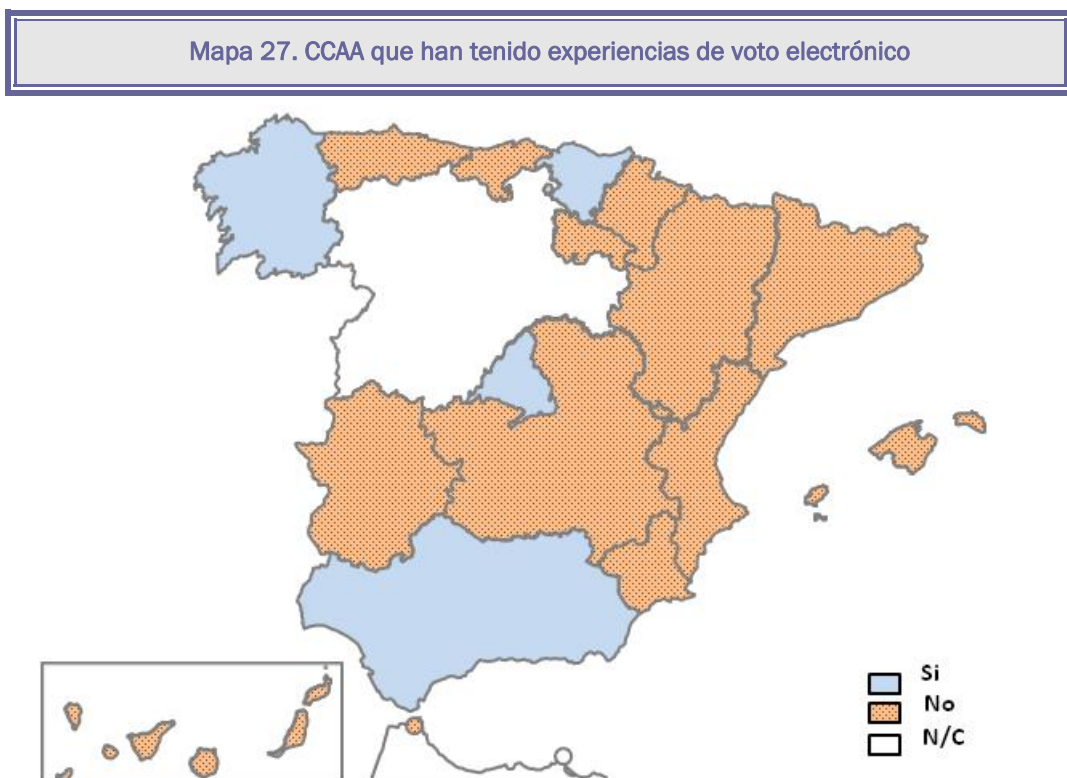 Mapa 27. CCAA que han tenido experiencias de voto electrónico
Si
No
N/C